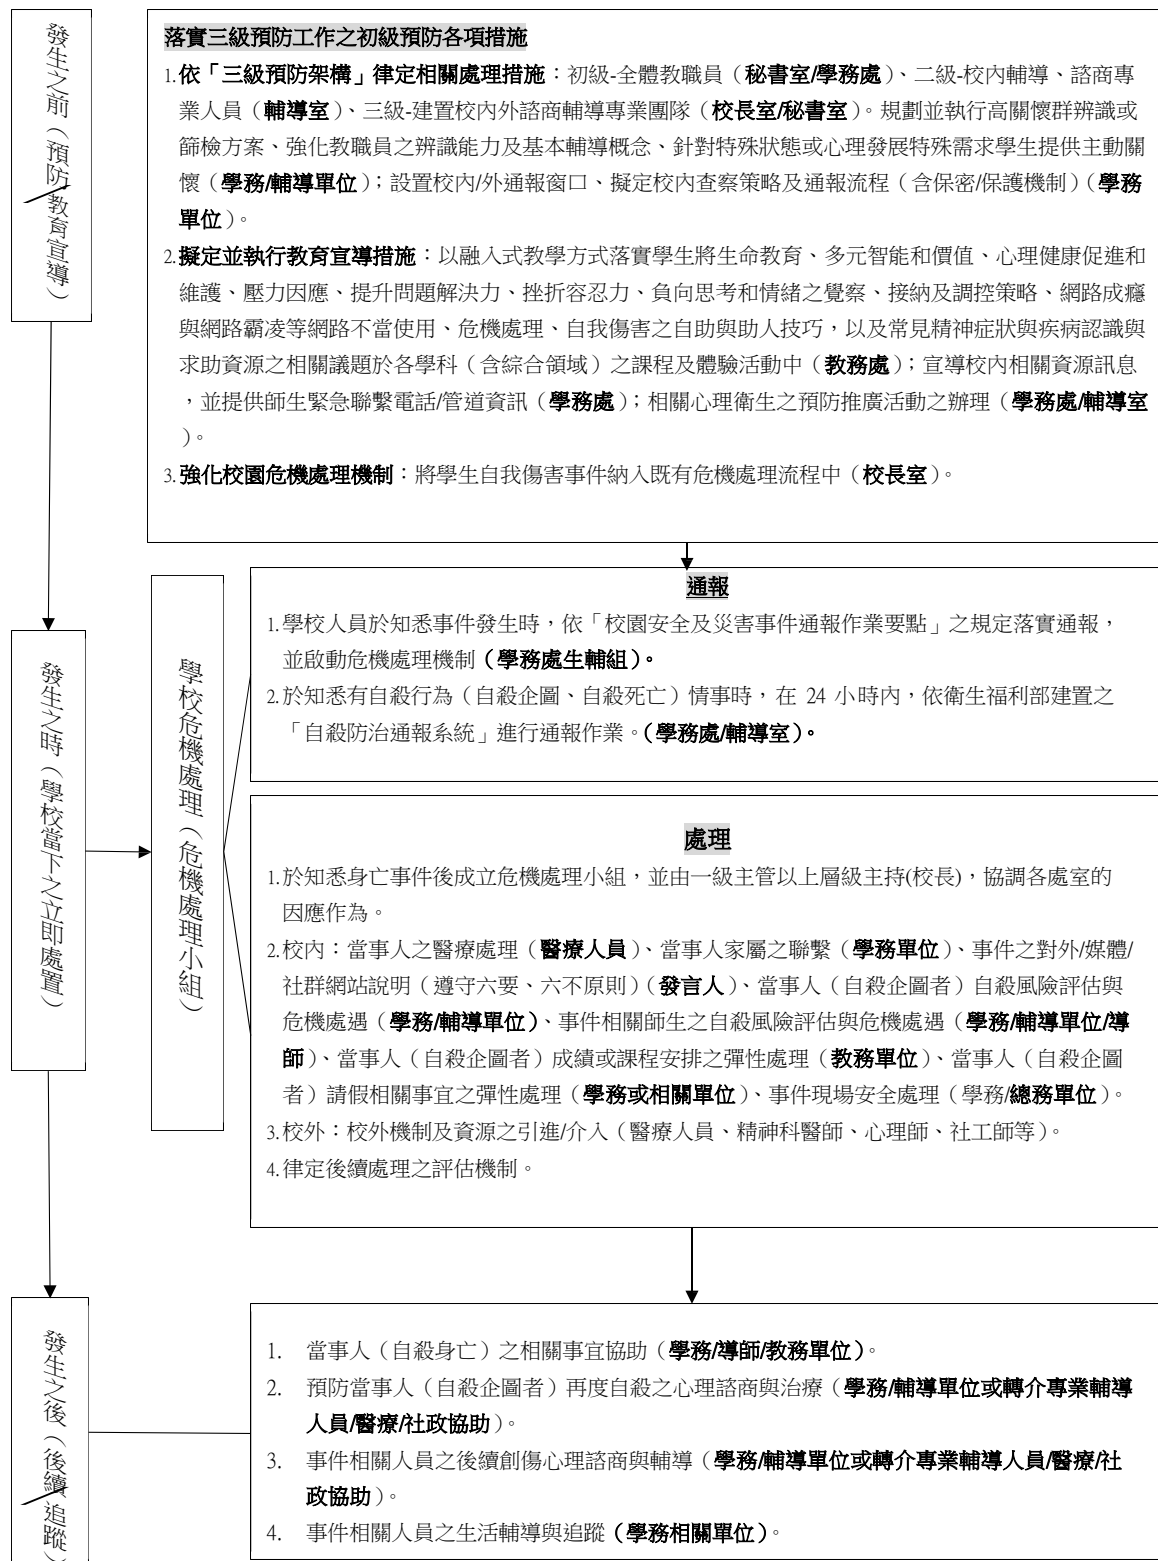 發生之前（預防/教育宣導）
落實三級預防工作之初級預防各項措施
1.依「三級預防架構」律定相關處理措施：初級-全體教職員（秘書室/學務處）、二級-校內輔導、諮商專
業人員（輔導室）、三級-建置校內外諮商輔導專業團隊（校長室/秘書室）。規劃並執行高關懷群辨識或
篩檢方案、強化教職員之辨識能力及基本輔導概念、針對特殊狀態或心理發展特殊需求學生提供主動關
懷（學務/輔導單位）；設置校內/外通報窗口、擬定校內查察策略及通報流程（含保密/保護機制）（學務
單位）。
2.擬定並執行教育宣導措施：以融入式教學方式落實學生將生命教育、多元智能和價值、心理健康促進和
維護、壓力因應、提升問題解決力、挫折容忍力、負向思考和情緒之覺察、接納及調控策略、網路成癮
與網路霸凌等網路不當使用、危機處理、自我傷害之自助與助人技巧，以及常見精神症狀與疾病認識與
求助資源之相關議題於各學科（含綜合領域）之課程及體驗活動中（教務處）；宣導校內相關資源訊息
，並提供師生緊急聯繫電話/管道資訊（學務處）；相關心理衛生之預防推廣活動之辦理（學務處/輔導室
）。
3.強化校園危機處理機制：將學生自我傷害事件納入既有危機處理流程中（校長室）。
發生之時（學校當下之立即處置）
學校危機處理（危機處理小組）
通報
1.學校人員於知悉事件發生時，依「校園安全及災害事件通報作業要點」之規定落實通報，
並啟動危機處理機制（學務處生輔組）。
2.於知悉有自殺行為（自殺企圖、自殺死亡）情事時，在 24 小時內，依衛生福利部建置之
「自殺防治通報系統」進行通報作業。（學務處/輔導室）。
處理
1.於知悉身亡事件後成立危機處理小組，並由一級主管以上層級主持(校長)，協調各處室的
因應作為。
2.校內：當事人之醫療處理（醫療人員）、當事人家屬之聯繫（學務單位）、事件之對外/媒體/
社群網站說明（遵守六要、六不原則）（發言人）、當事人（自殺企圖者）自殺風險評估與
危機處遇（學務/輔導單位）、事件相關師生之自殺風險評估與危機處遇（學務/輔導單位/導
師）、當事人（自殺企圖者）成績或課程安排之彈性處理（教務單位）、當事人（自殺企圖
者）請假相關事宜之彈性處理（學務或相關單位）、事件現場安全處理（學務/總務單位）。
3.校外：校外機制及資源之引進/介入（醫療人員、精神科醫師、心理師、社工師等）。
4.律定後續處理之評估機制。
發生之後（後續/追蹤）
1. 當事人（自殺身亡）之相關事宜協助（學務/導師/教務單位）。
2. 預防當事人（自殺企圖者）再度自殺之心理諮商與治療（學務/輔導單位或轉介專業輔導
人員/醫療/社政協助）。
3. 事件相關人員之後續創傷心理諮商與輔導（學務/輔導單位或轉介專業輔導人員/醫療/社
政協助）。
4. 事件相關人員之生活輔導與追蹤（學務相關單位）。